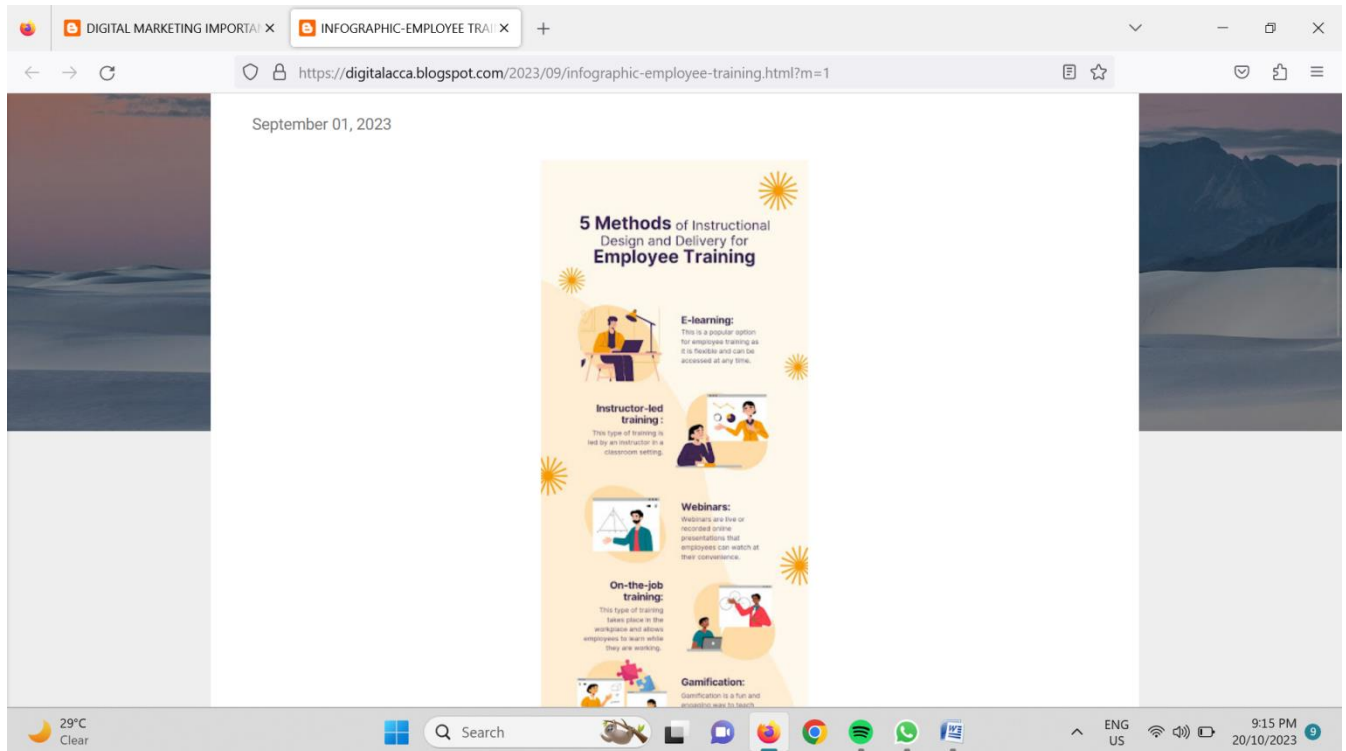 DIGITAL MARKETING IMPORTAN
INFOGRAPHIC-EMPLOYEE TRAI
https://digitalacca.blogspot.com/2023/09/infographic-employee-training.html?m=1
September 01, 2023
5 Methods of Instructional
Design and Delivery for
Employee Training
E-learning:
This is a popular option
for employee training as
it is flexible and can be
accessed at any time.
Instructor-led
training :
This type of training is
led by an instructor in a
classroom setting.
Webinars:
Webinars are live or
recorded online
presentations that
employees can watch at
their convenience.
On-the-job
training:
This type of training
takes place in the
workplace and allows
employees to learn while
they are working.
Gamification:
Gamification is a fun and
engaging way to teach
29°C
Clear
Search
ENG
US
9:15 PM
20/10/2023
9